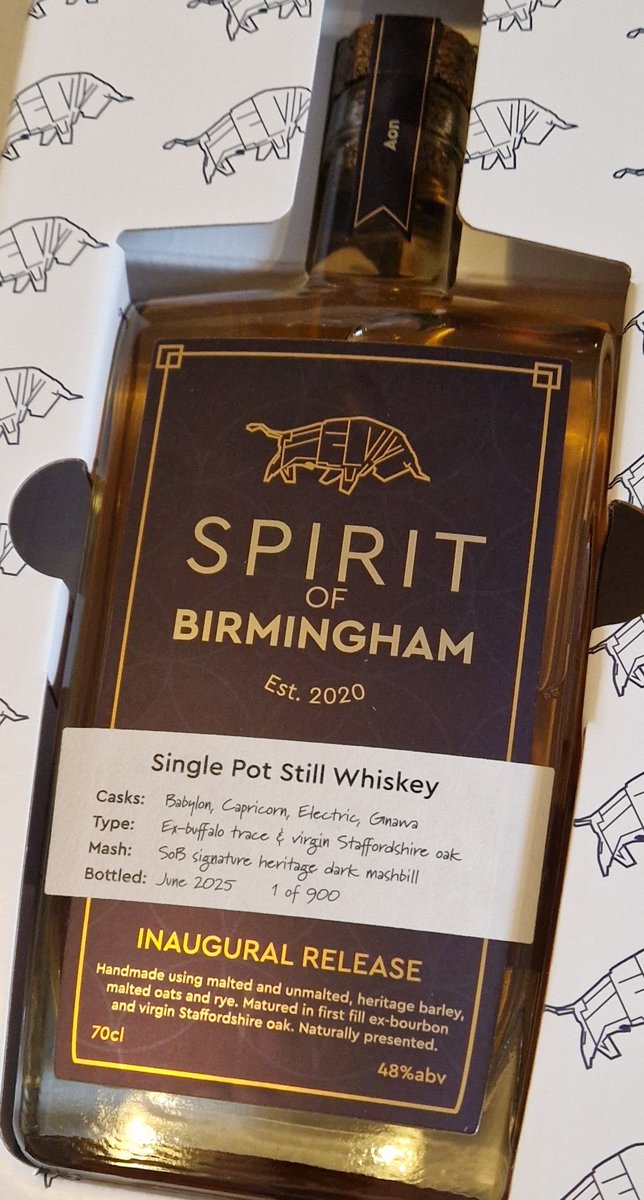 Aon
SPIRIT
OF
BIRMINGHAM
Est. 2020
Single Pot Still Whiskey
Casks: Babylon, Capricorn, Electric, Gnawa
Type: Ex-buffalo trace & virgin Staffordshire oak
Mash: SoB signature heritage dark mashbill
Bottled: June 2025 1 of 900
INAUGURAL RELEASE
Handmade using malted and unmalted, heritage barley,
malted oats and rye. Matured in first fill ex-bourbon
and virgin Staffordshire oak. Naturally presented.
70cl
48%abv